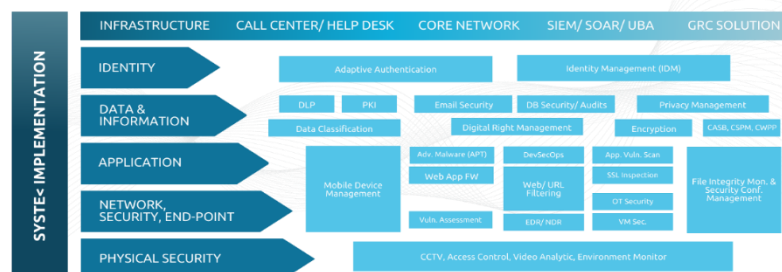 SYSTE< IMPLEMENTATION
INFRASTRUCTURE CALL CENTER/ HELP DESK CORE NETWORK SIEM/ SOAR/ UBA GRC SOLUTION
IDENTITY
Adaptive Authentication
Identity Management (IDM)
DATA &
INFORMATION
DLP PKI Email Security DB Security/ Audits Privacy Management
Data Classification Digital Right Management Encryption CASB, CSPM, CWPP
APPLICATION
NETWORK,
SECURITY, END-POINT
Mobile Device
Management
Adv. Malware (APT)
Web App FW
Vuln. Assessment
DevSecOps
Web/ URL
Filtering
EDR/ NDR
App. Vuln. Scan
SSL Inspection
OT Security
VM Sec.
File Integrity Mon. &
Security Conf.
Management
PHYSICAL SECURITY
CCTV, Access Control, Video Analytic, Environment Monitor